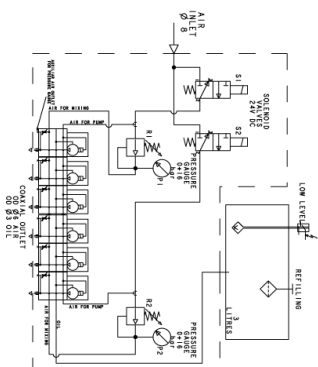 AIR
INLET
Ø 8
SOLENOID
VALVES
24V DC
S1
S2
AIR FOR MIXING
AIR FOR PUMP
R1
PRESSURE
GAUGE
0÷16
bar
P1
LOW LEVEL
REFILLING
3
LITRES
COAXIAL OUTLET
OD Ø6 AIR
OD Ø3 OIL
R2
PRESSURE
GAUGE
0÷16
bar
P2
AIR FOR PUMP
OIL
AIR FOR MIXING